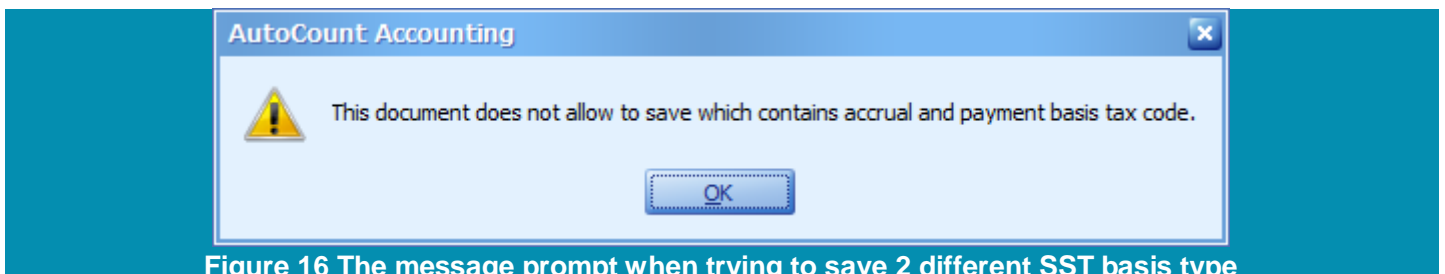 AutoCount Accounting
This document does not allow to save which contains accrual and payment basis tax code.
OK
Figure 16 The message prompt when trying to save 2 different SST basis type